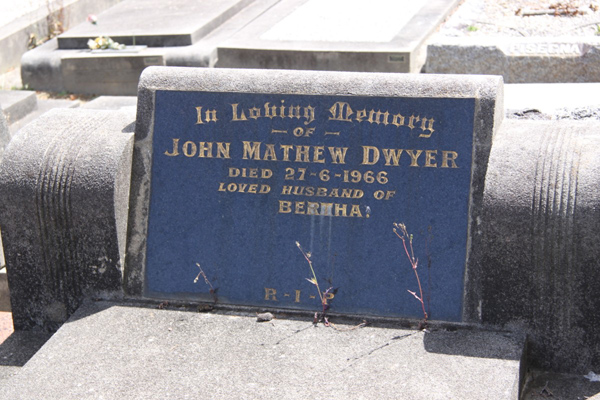 In Loving Memory
- OF -
JOHN MATHEW DWYER
DIED 27-6-1966
LOVED HUSBAND OF
BERTHA.
R-I-P